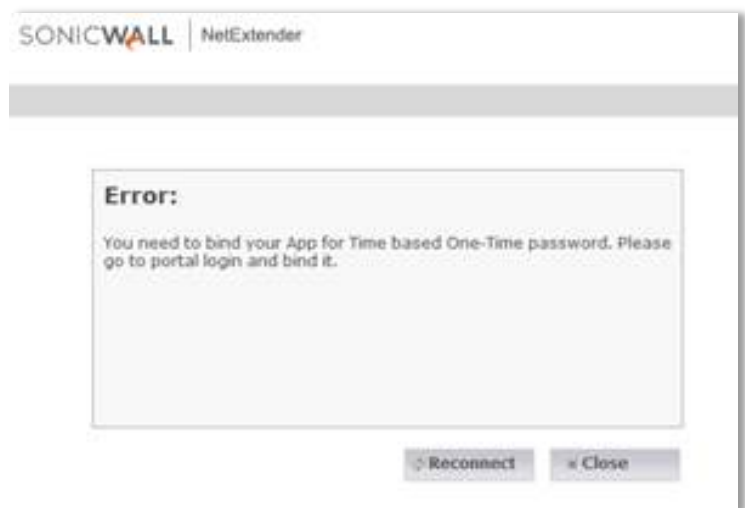 SONICWALL | NetExtender
Error:
You need to bind your App for Time based One-Time password. Please
go to portal login and bind it.
Reconnect
Close